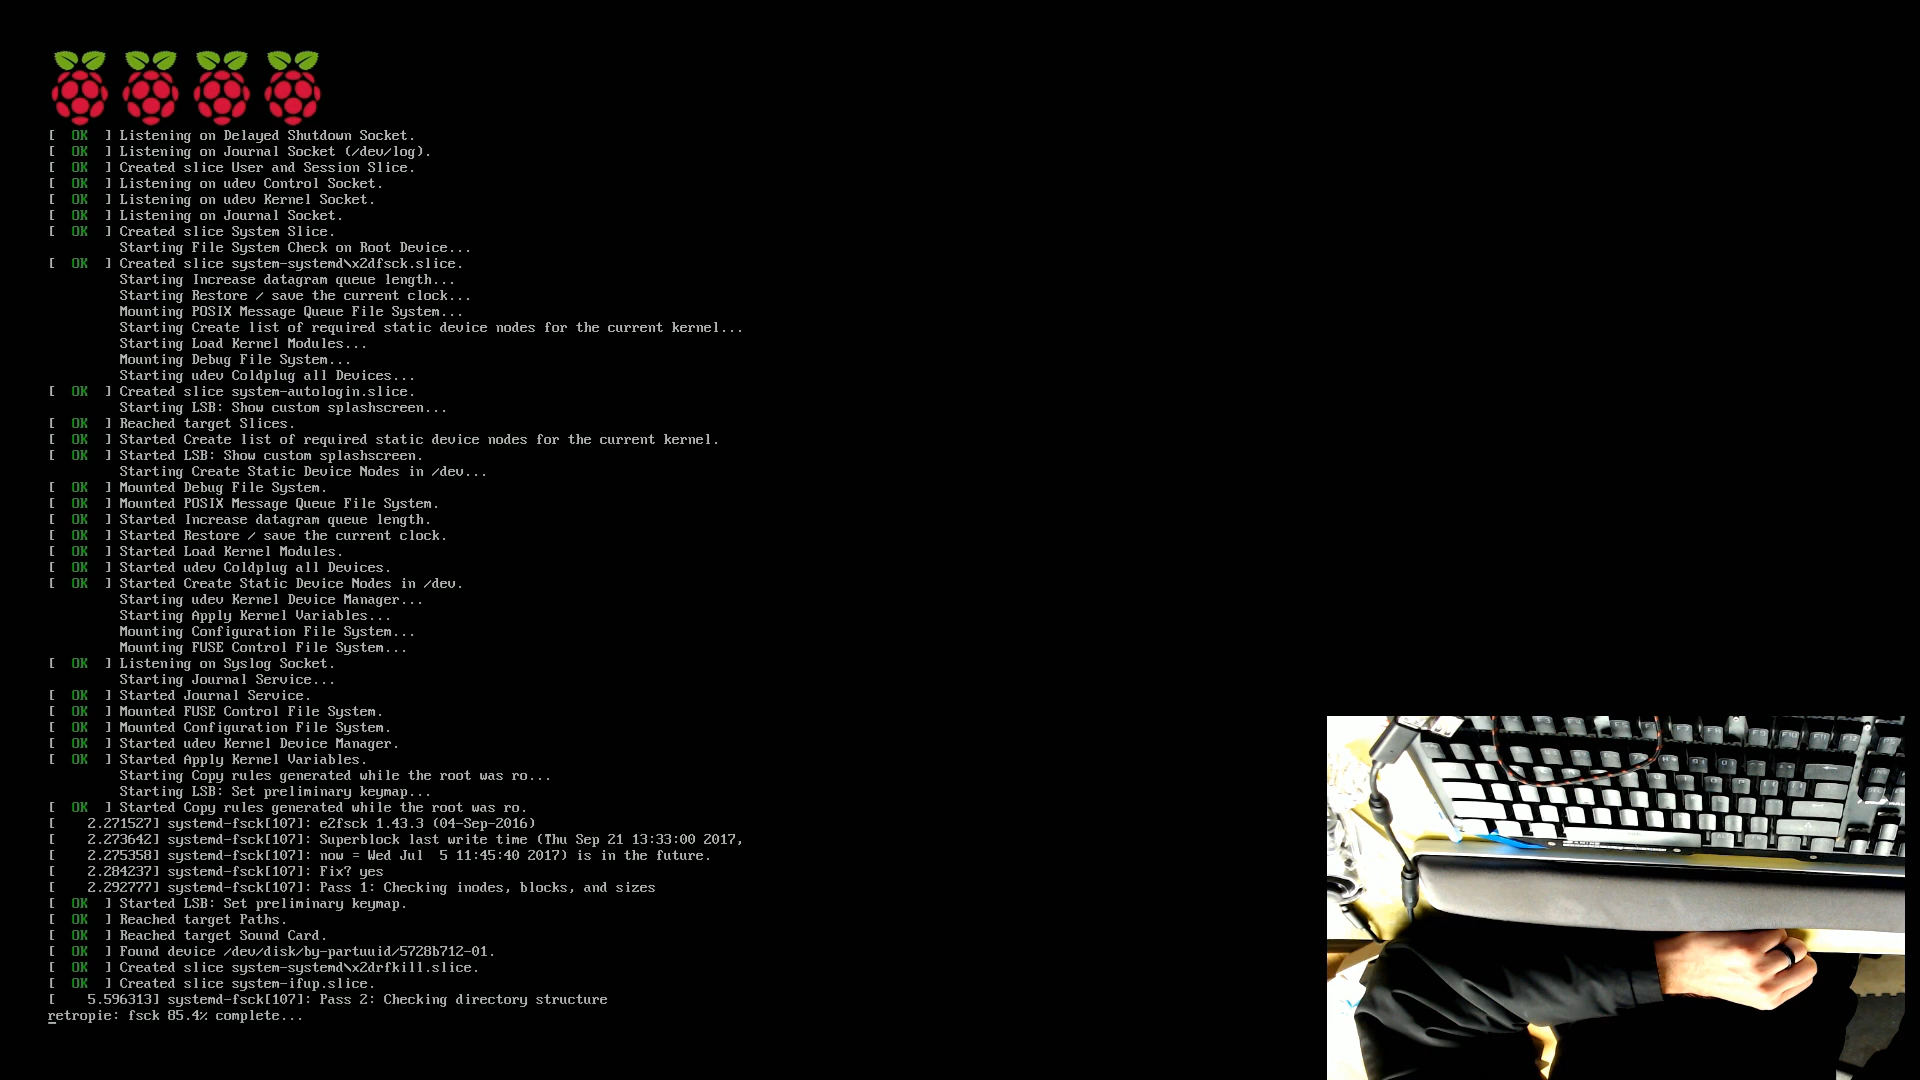 [  OK  ] Listening on Delayed Shutdown Socket.
[  OK  ] Listening on Journal Socket (/dev/log).
[  OK  ] Created slice User and Session Slice.
[  OK  ] Listening on udev Control Socket.
[  OK  ] Listening on udev Kernel Socket.
[  OK  ] Listening on Journal Socket.
[  OK  ] Created slice System Slice.
Starting File System Check on Root Device...
[  OK  ] Created slice system-systemd\x2dfsck.slice.
Starting Increase datagram queue length...
Starting Restore / save the current clock...
Mounting POSIX Message Queue File System...
Starting Create list of required static device nodes for the current kernel...
Starting Load Kernel Modules...
Mounting Debug File System...
Starting udev Coldplug all Devices...
[  OK  ] Created slice system-autologin.slice.
Starting LSB: Show custom splashscreen...
[  OK  ] Reached target Slices.
[  OK  ] Started Create list of required static device nodes for the current kernel.
[  OK  ] Started LSB: Show custom splashscreen.
Starting Create Static Device Nodes in /dev...
[  OK  ] Mounted Debug File System.
[  OK  ] Mounted POSIX Message Queue File System.
[  OK  ] Started Increase datagram queue length.
[  OK  ] Started Restore / save the current clock.
[  OK  ] Started Load Kernel Modules.
[  OK  ] Started udev Coldplug all Devices.
[  OK  ] Started Create Static Device Nodes in /dev.
Starting udev Kernel Device Manager...
Starting Apply Kernel Variables...
Mounting Configuration File System...
Mounting FUSE Control File System...
[  OK  ] Listening on Syslog Socket.
Starting Journal Service...
[  OK  ] Started Journal Service.
[  OK  ] Mounted FUSE Control File System.
[  OK  ] Mounted Configuration File System.
[  OK  ] Started udev Kernel Device Manager.
[  OK  ] Started Apply Kernel Variables.
Starting Copy rules generated while the root was ro...
Starting LSB: Set preliminary keymap...
[  OK  ] Started Copy rules generated while the root was ro.
[    2.271527] systemd-fsck[107]: e2fsck 1.43.3 (04-Sep-2016)
[    2.273642] systemd-fsck[107]: Superblock last write time (Thu Sep 21 13:33:00 2017,
[    2.275358] systemd-fsck[107]: now = Wed Jul  5 11:45:40 2017) is in the future.
[    2.284237] systemd-fsck[107]: Fix? yes
[    2.292777] systemd-fsck[107]: Pass 1: Checking inodes, blocks, and sizes
[  OK  ] Started LSB: Set preliminary keymap.
[  OK  ] Reached target Paths.
[  OK  ] Reached target Sound Card.
[  OK  ] Found device /dev/disk/by-partuuid/5728b712-01.
[  OK  ] Created slice system-systemd\x2drfkill.slice.
[  OK  ] Created slice system-ifup.slice.
[    5.596313] systemd-fsck[107]: Pass 2: Checking directory structure
retropie: fsck 85.4% complete...